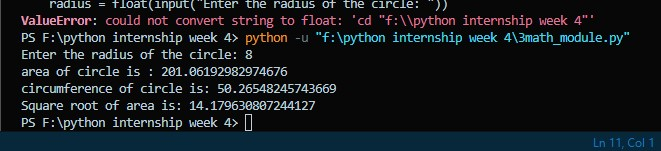 radius = float(input("Enter the radius of the circle: "))
ValueError: could not convert string to float: 'cd "f:\\python internship week 4"'
PS F:\python internship week 4> python -u "f:\python internship week 4\3math_module.py"
Enter the radius of the circle: 8
area of circle is : 201.06192982974676
circumference of circle is: 50.26548245743669
Square root of area is: 14.179630807244127
PS F:\python internship week 4>
Ln 11, Col 1